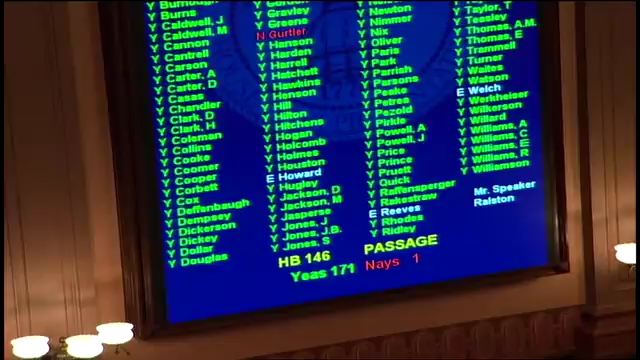 Y Burns
Y Caldwell, J
Y Caldwell, M
Y Cannon
Y Cantrell
Y Carson
Y Carter, A
Y Carter, D
Y Casas
Y Chandler
Y Clark, D
Y Clark, H
Y Coleman
Y Collins
Y Cooke
Y Coomer
Y Cooper
Y Corbett
Y Cox
Y Deffenbaugh
Y Dempsey
Y Dickerson
Y Dickey
Y Dollar
Y Douglas
Y Gravley
Y Greene
N Gurtler
Y Hanson
Y Harden
Y Harrell
Y Hatchett
Y Hawkins
Y Henson
Y Hill
Y Hilton
Y Hitchens
Y Hogan
Y Holcomb
Y Holmes
Y Houston
E Howard
Y Hugley
Y Jackson, D
Y Jackson, M
Y Jasperse
Y Jones, J
Y Jones, J.B.
Y Jones, S
Y Newton
Y Nimmer
Y Nix
Y Oliver
Y Paris
Y Park
Y Parrish
Y Parsons
Y Peake
Y Petrea
Y Pezold
Y Pirkle
Y Powell, A
Y Powell, J
Y Price
Y Prince
Y Pruett
Y Quick
Y Raffensperger
Y Rakestraw
E Reeves
Y Rhodes
Y Ridley
Y Taylor, T
Y Teasley
Y Thomas, A.M.
Y Thomas, E
Y Trammell
Y Turner
Y Waites
Y Watson
E Welch
Y Werkheiser
Y Wilkerson
Y Willard
Y Williams, A
Y Williams, C
Y Williams, E
Y Williams, R
Y Williamson
Mr. Speaker
Ralston
HB 146 PASSAGE
Yeas 171 Nays 1